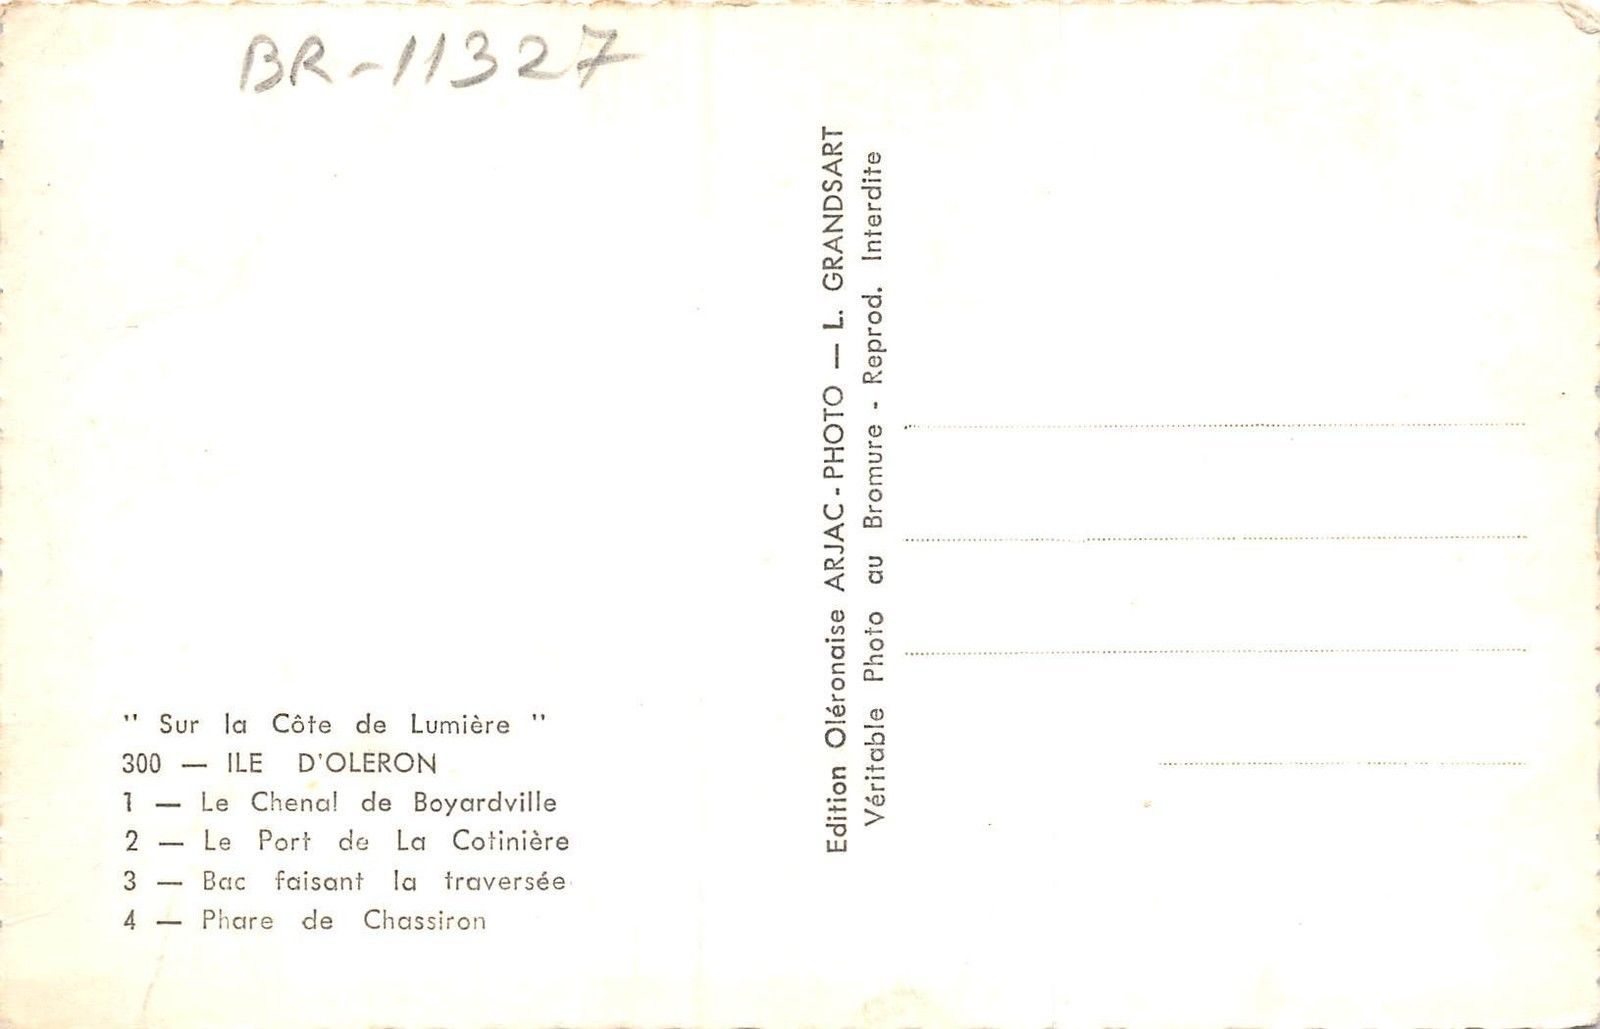 BR-11327
" Sur la Côte de Lumière "
300 — ILE D'OLERON
1 — Le Chenal de Boyardville
2 — Le Port de La Cotinière
3 — Bac faisant la traversée
4 — Phare de Chassiron
Edition Oléronaise ARJAC-PHOTO — L. GRANDSART
Véritable Photo au Bromure - Reprod. Interdite